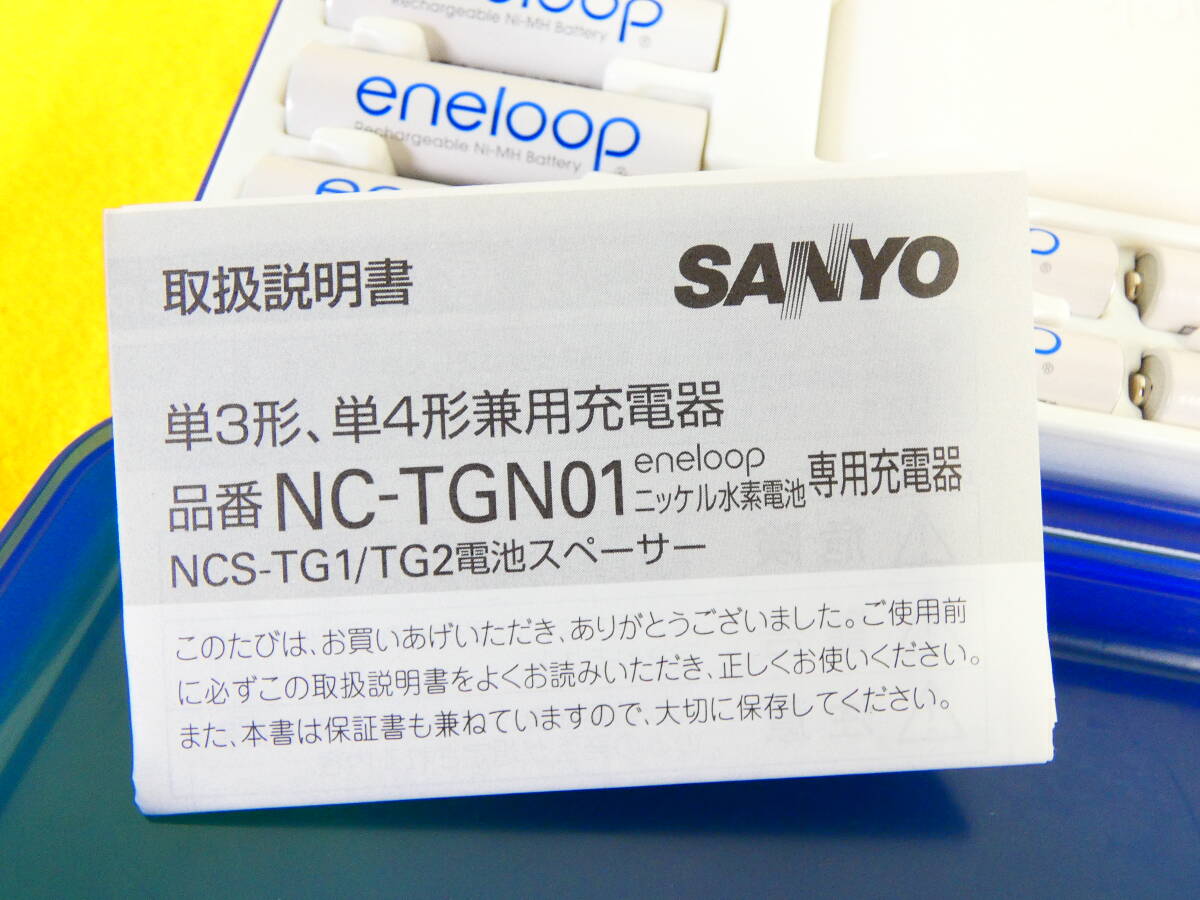 eneloop
Rechargeable Ni-MH Battery
®
eneloop
Rechargeable Ni-MH Battery
®
取扱説明書
SANYO
単3形、単4形兼用充電器
品番 NC-TGN01 eneloop ニッケル水素電池 専用充電器
NCS-TG1/TG2電池スペーサー
このたびは、お買いあげいただき、ありがとうございました。ご使用前
に必ずこの取扱説明書をよくお読みいただき、正しくお使いください。
また、本書は保証書も兼ねていますので、大切に保存してください。